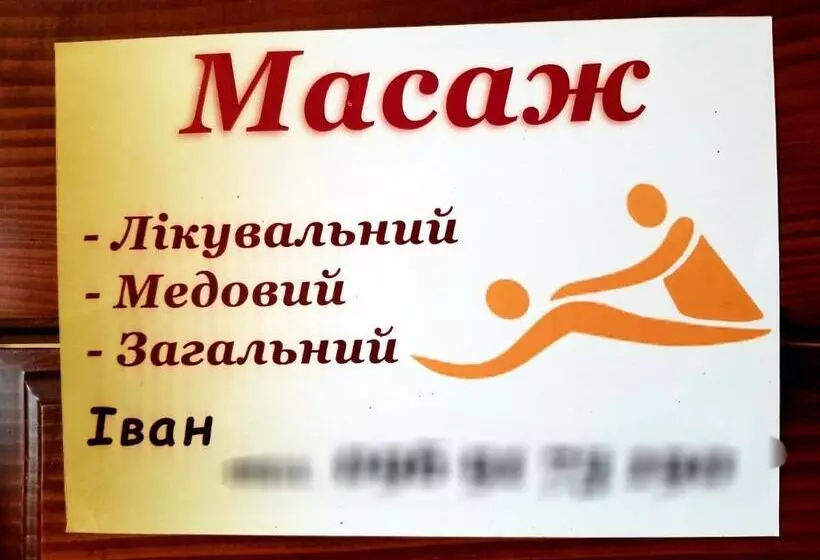 Масаж
- Лікувальний
- Медовий
- Загальний
Іван